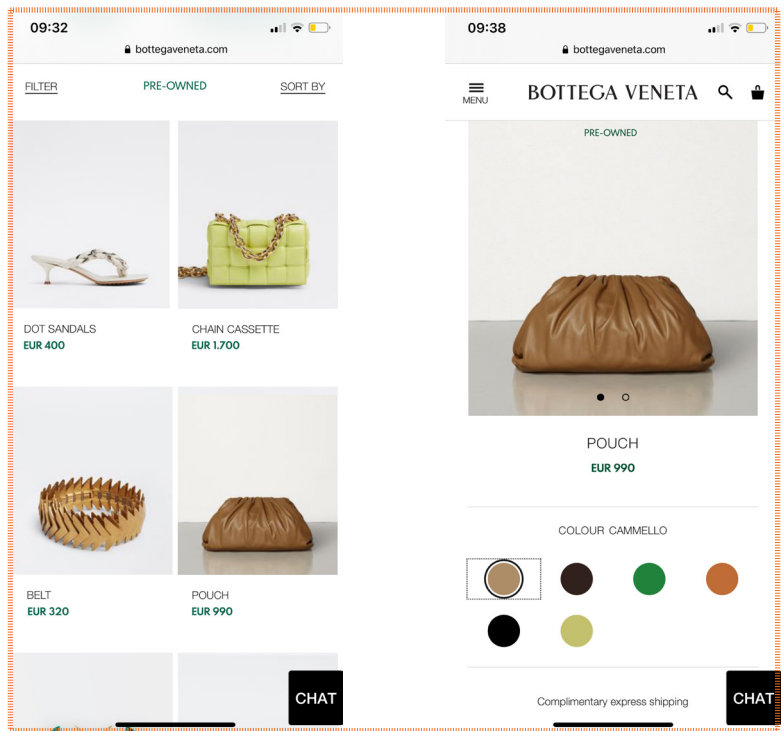 09:32
bottegaveneta.com
FILTER PRE-OWNED SORT BY
DOT SANDALS
EUR 400
CHAIN CASSETTE
EUR 1.700
BELT
EUR 320
POUCH
EUR 990
CHAT
09:38
bottegaveneta.com
MENU
BOTTEGA VENETA
PRE-OWNED
POUCH
EUR 990
COLOUR CAMMELLO
Complimentary express shipping
CHAT